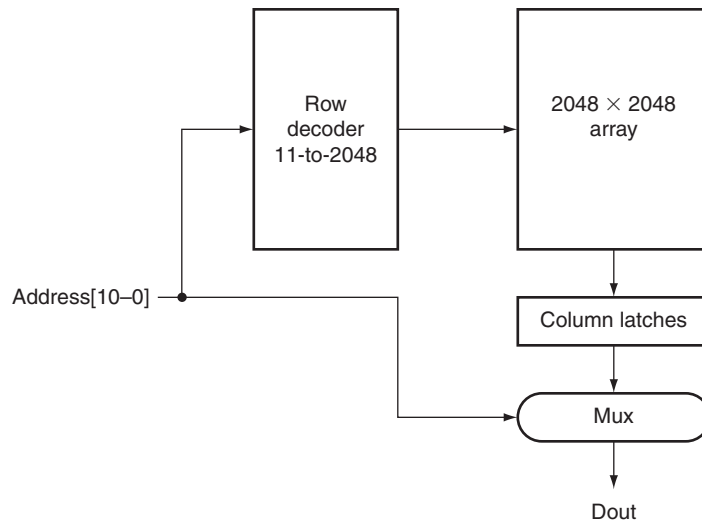 Row
decoder
11-to-2048
2048 × 2048
array
Address[10–0]
Column latches
Mux
Dout